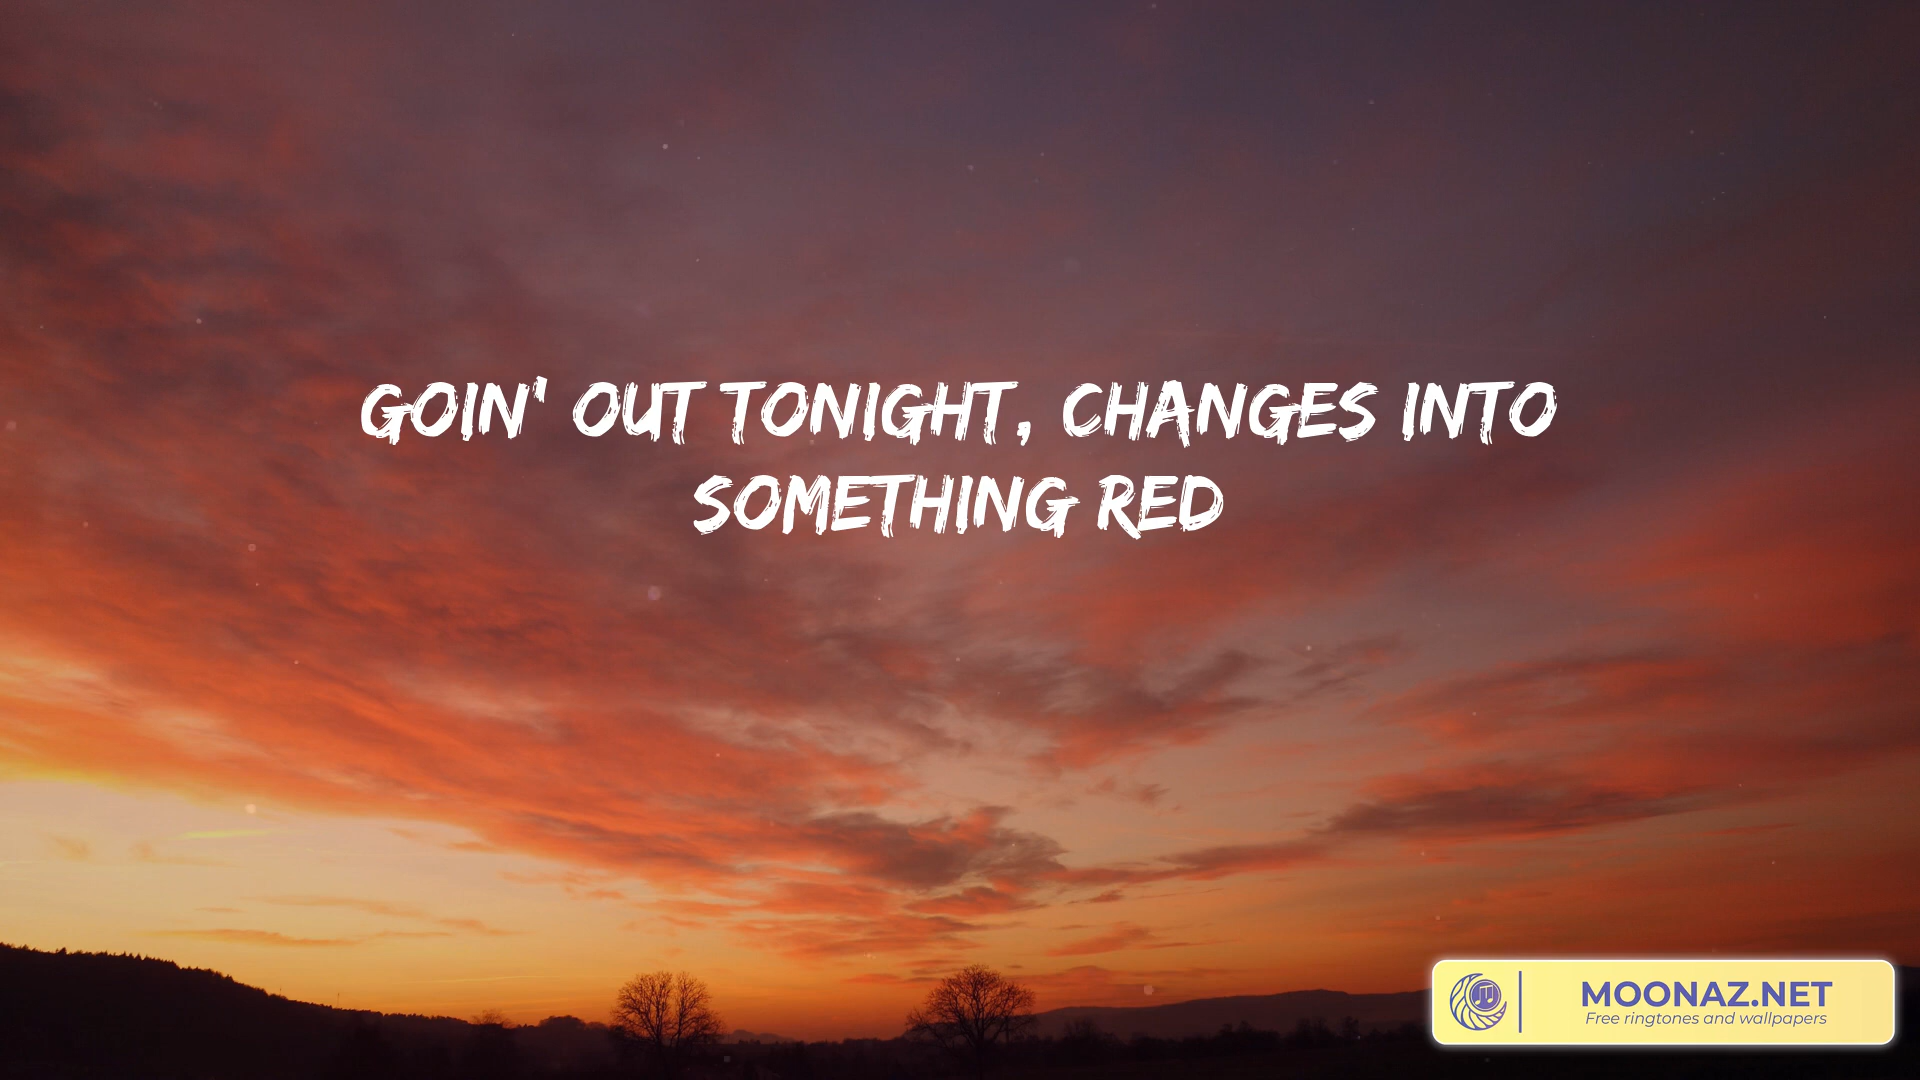 GOIN' OUT TONIGHT, CHANGES INTO
SOMETHING RED
MOONAZ.NET
Free ringtones and wallpapers